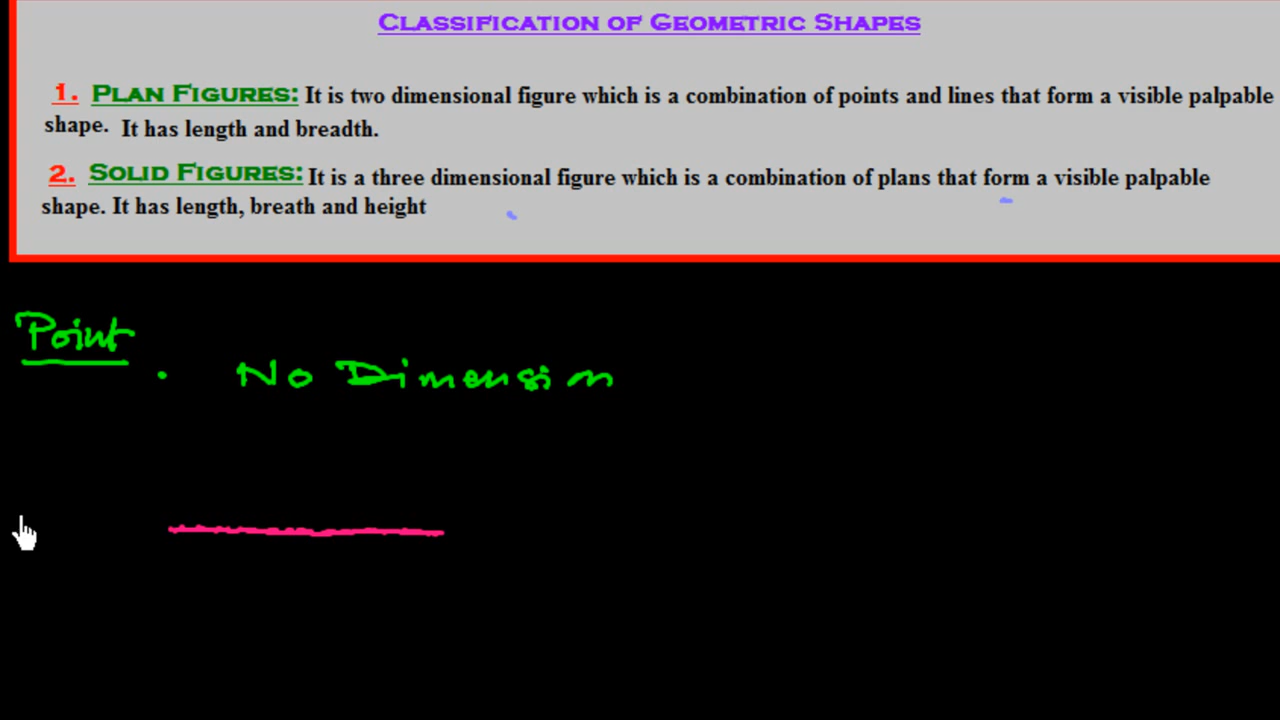 Classification of Geometric Shapes
1. Plan Figures: It is two dimensional figure which is a combination of points and lines that form a visible palpable
shape. It has length and breadth.
2. Solid Figures: It is a three dimensional figure which is a combination of plans that form a visible palpable
shape. It has length, breath and height
Point
. No Dimension